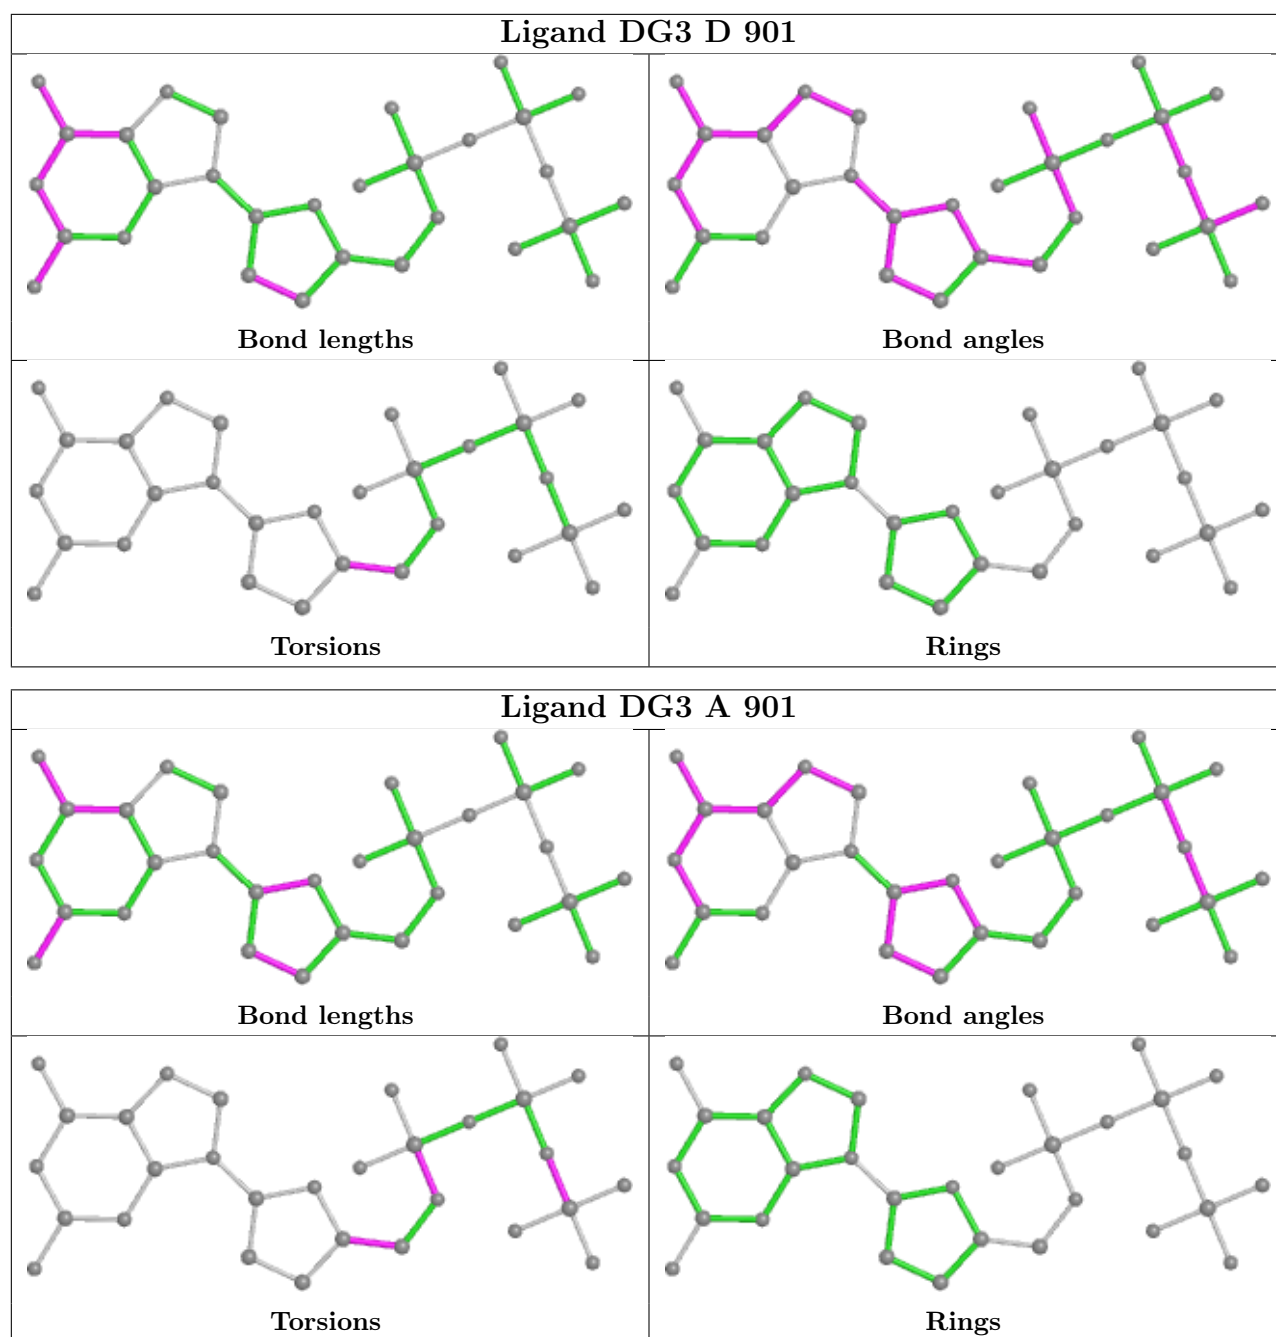 Ligand DG3 D 901
Bond lengths
Bond angles
Torsions
Rings
Ligand DG3 A 901
Bond lengths
Bond angles
Torsions
Rings